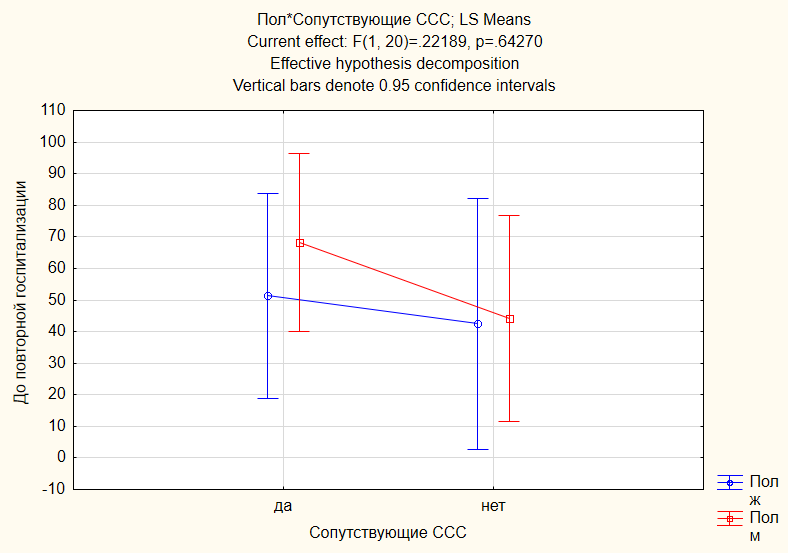 Пол*Сопутствующие ССС; LS Means
Current effect: F(1, 20)=.22189, p=.64270
Effective hypothesis decomposition
Vertical bars denote 0.95 confidence intervals
110
100
90
80
70
60
50
40
30
20
10
0
-10
До повторной госпитализации
да
нет
Сопутствующие ССС
Пол
ж
Пол
м